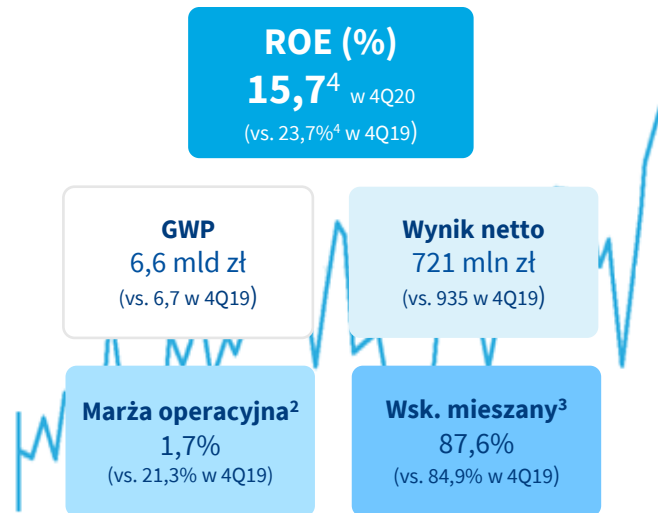 ROE (%)
15,7⁴ w 4Q20
(vs. 23,7%⁴ w 4Q19)
GWP
6,6 mld zł
(vs. 6,7 w 4Q19)
Wynik netto
721 mln zł
(vs. 935 w 4Q19)
Marża operacyjna²
1,7%
(vs. 21,3% w 4Q19)
Wsk. mieszany³
87,6%
(vs. 84,9% w 4Q19)